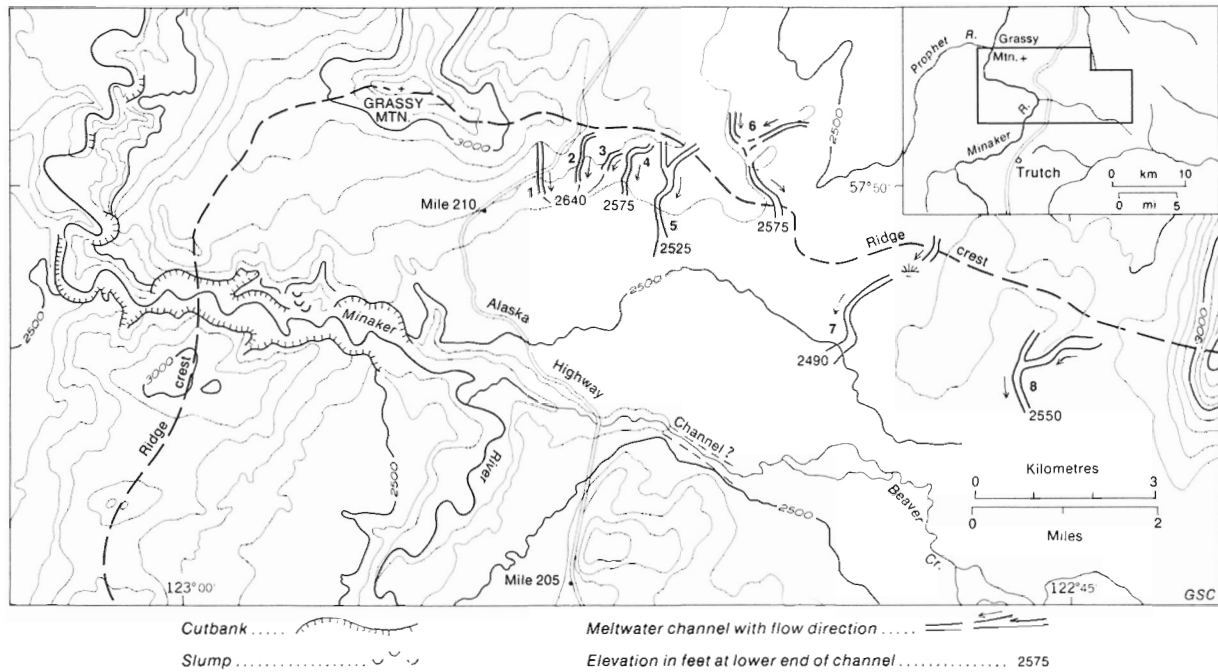 Prophet R.
Grassy
Mtn. +
Minaker R.
Trutch
0 km 10
0 mi 5
GRASSY
MTN.
3000
2500
57°50'
1
2
3
4
5
6
2640
2575
2525
2575
Mile 210
Ridge crest
2500
3000
2500
Alaska Highway
7
2490
8
2550
Minaker River
3000
Ridge crest
2500
Channel ?
2500
Beaver Cr.
Kilometres
0 3
0 2
Miles
Mile 205
123°00'
122°45'
GSC
Cutbank .....
Meltwater channel with flow direction .....
Slump ...............
Elevation in feet at lower end of channel ............... 2575